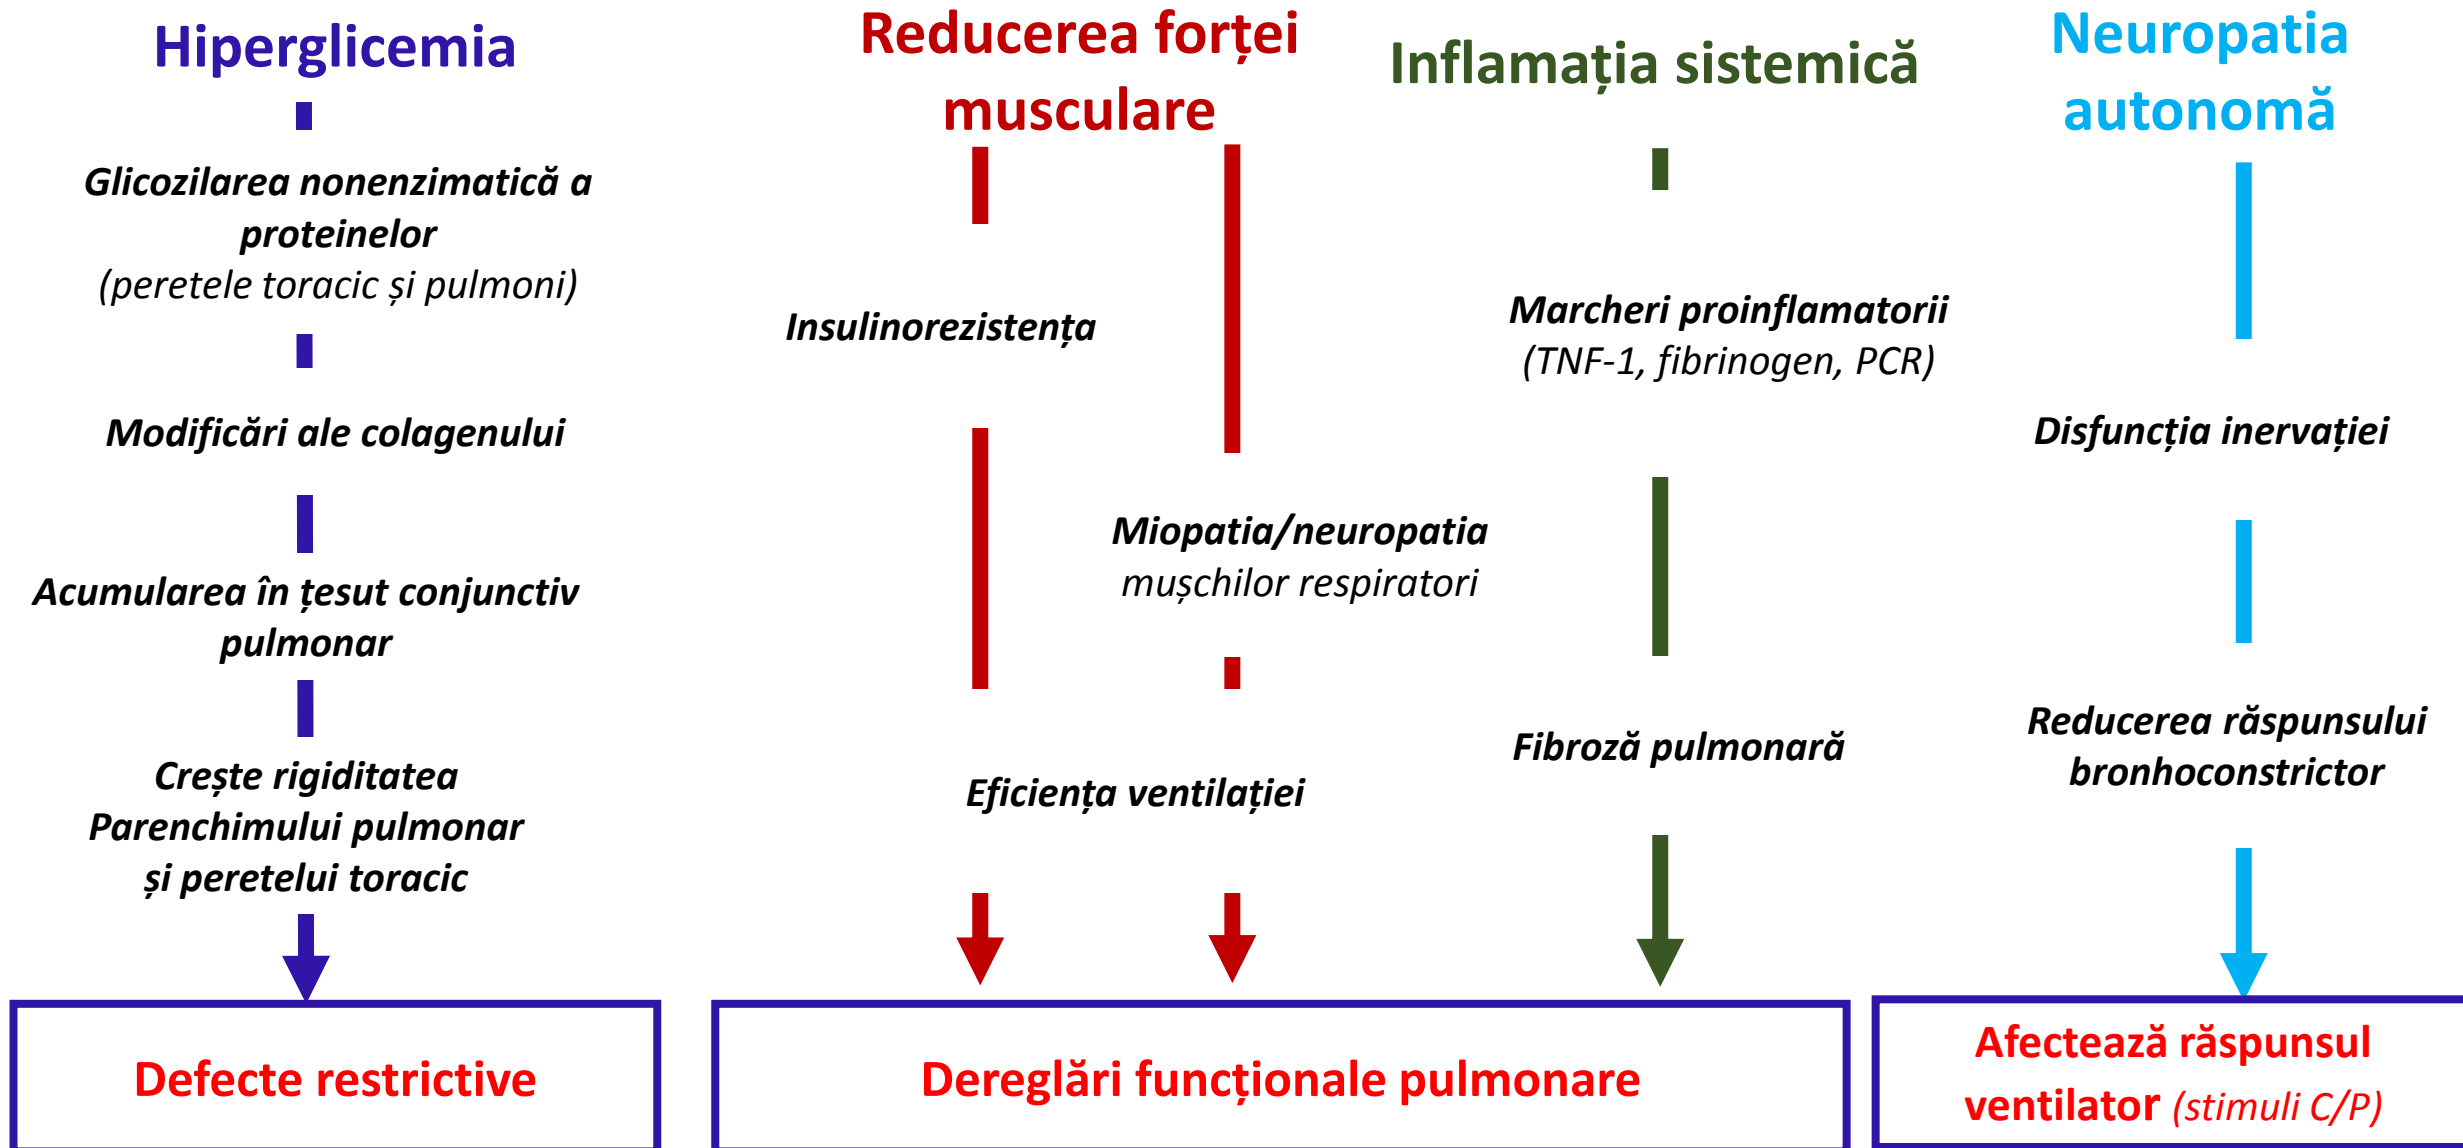 Hiperglicemia
Glicozilarea nonenzimatică a
proteinelor
(peretele toracic și pulmoni)
Modificări ale colagenului
Acumularea în țesut conjunctiv
pulmonar
Crește rigiditatea
Parenchimului pulmonar
și peretelui toracic
Defecte restrictive
Reducerea forței
musculare
Insulinorezistența
Miopatia/neuropatia
mușchilor respiratori
Eficiența ventilației
Inflamația sistemică
Marcheri proinflamatorii
(TNF-1, fibrinogen, PCR)
Fibroză pulmonară
Dereglări funcționale pulmonare
Neuropatia
autonomă
Disfuncția inervației
Reducerea răspunsului
bronhoconstrictor
Afectează răspunsul
ventilator (stimuli C/P)